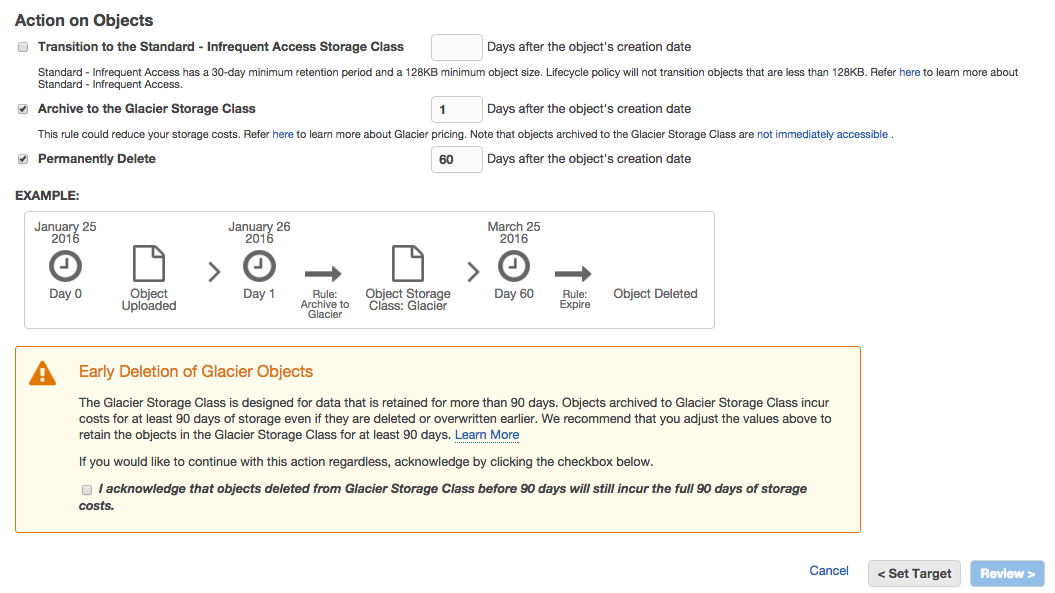 Action on Objects
Transition to the Standard - Infrequent Access Storage Class Days after the object's creation date
Standard - Infrequent Access has a 30-day minimum retention period and a 128KB minimum object size. Lifecycle policy will not transition objects that are less than 128KB. Refer here to learn more about
Standard - Infrequent Access.
Archive to the Glacier Storage Class 1 Days after the object's creation date
This rule could reduce your storage costs. Refer here to learn more about Glacier pricing. Note that objects archived to the Glacier Storage Class are not immediately accessible .
Permanently Delete 60 Days after the object's creation date
EXAMPLE:
January 25
2016
Day 0
Object
Uploaded
January 26
2016
Day 1
Rule:
Archive to
Glacier
Object Storage
Class: Glacier
March 25
2016
Day 60
Rule:
Expire
Object Deleted
Early Deletion of Glacier Objects
The Glacier Storage Class is designed for data that is retained for more than 90 days. Objects archived to Glacier Storage Class incur
costs for at least 90 days of storage even if they are deleted or overwritten earlier. We recommend that you adjust the values above to
retain the objects in the Glacier Storage Class for at least 90 days. Learn More
If you would like to continue with this action regardless, acknowledge by clicking the checkbox below.
I acknowledge that objects deleted from Glacier Storage Class before 90 days will still incur the full 90 days of storage
costs.
Cancel < Set Target Review >